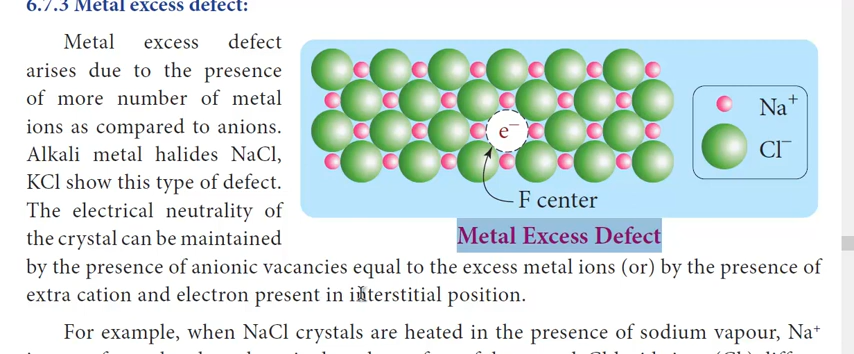 6.7.3 Metal excess defect:
Metal excess defect
arises due to the presence
of more number of metal
ions as compared to anions.
Alkali metal halides NaCl,
KCl show this type of defect.
The electrical neutrality of
the crystal can be maintained
e⁻
F center
Na⁺
Cl⁻
Metal Excess Defect
by the presence of anionic vacancies equal to the excess metal ions (or) by the presence of
extra cation and electron present in interstitial position.
For example, when NaCl crystals are heated in the presence of sodium vapour, Na⁺